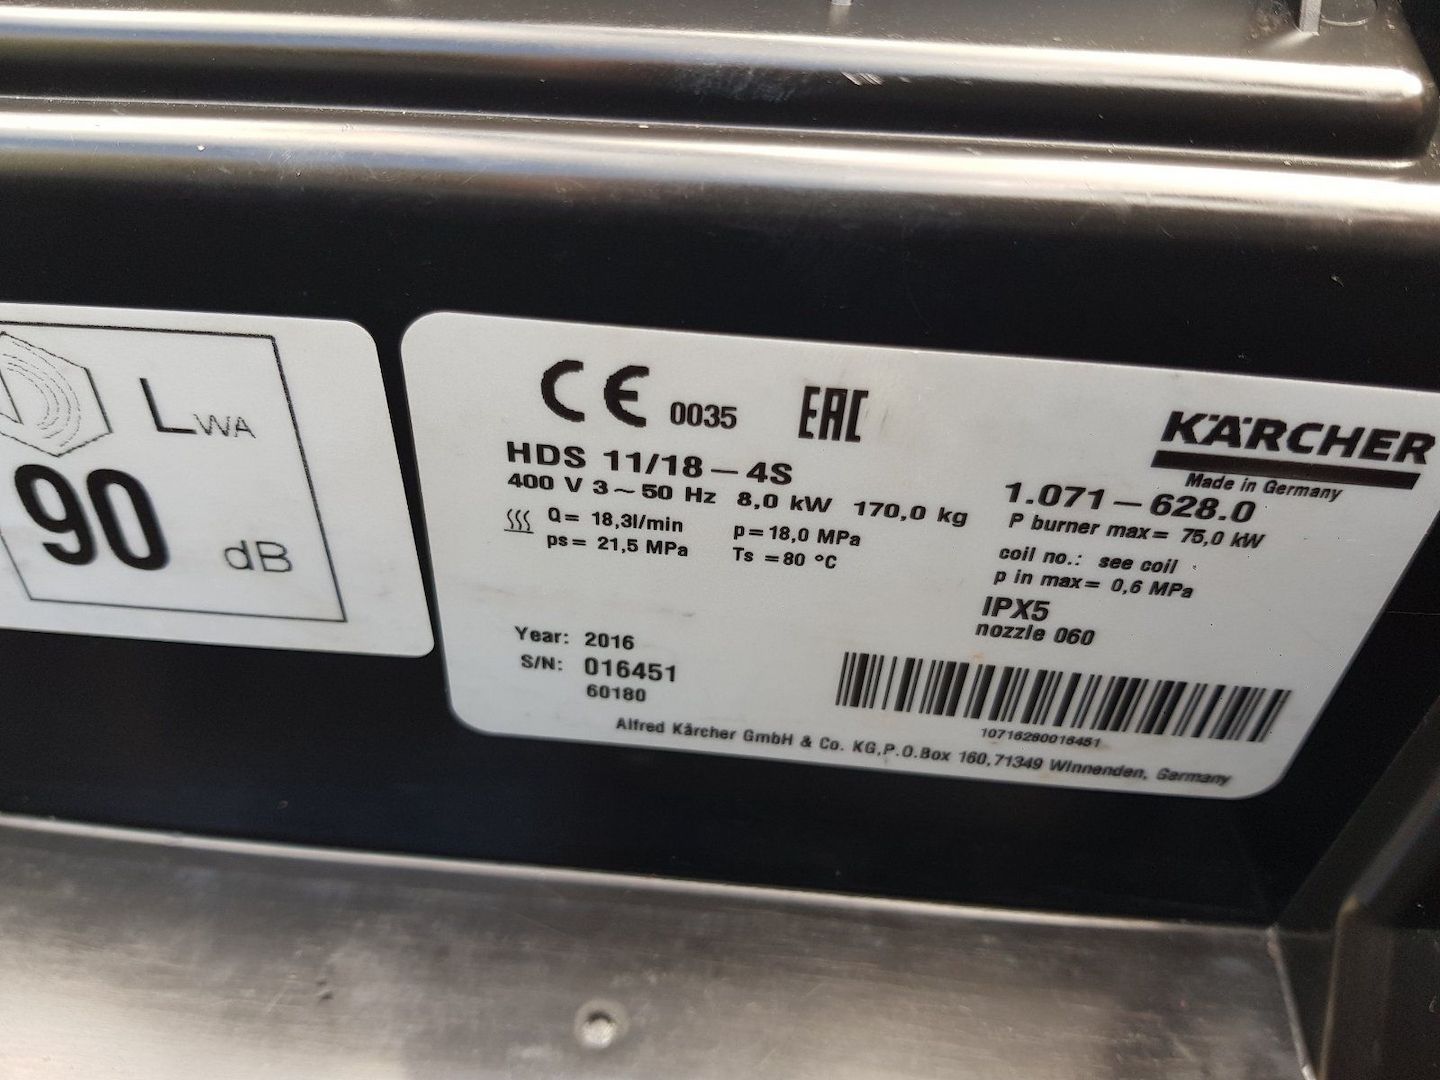 LWA
90 dB
CE 0035 EAC
KÄRCHER
Made in Germany
HDS 11/18-4S
1.071-628.0
400 V 3~50 Hz 8,0 kW 170,0 kg
P burner max= 75,0 kW
Q= 18,3l/min p=18,0 MPa
coil no.: see coil
ps= 21,5 MPa Ts =80 °C
p in max= 0,6 MPa
IPX5
nozzle 060
Year: 2016
S/N: 016451
60180
10716280016451
Alfred Kärcher GmbH & Co. KG,P.O.Box 160,71349 Winnenden, Germany